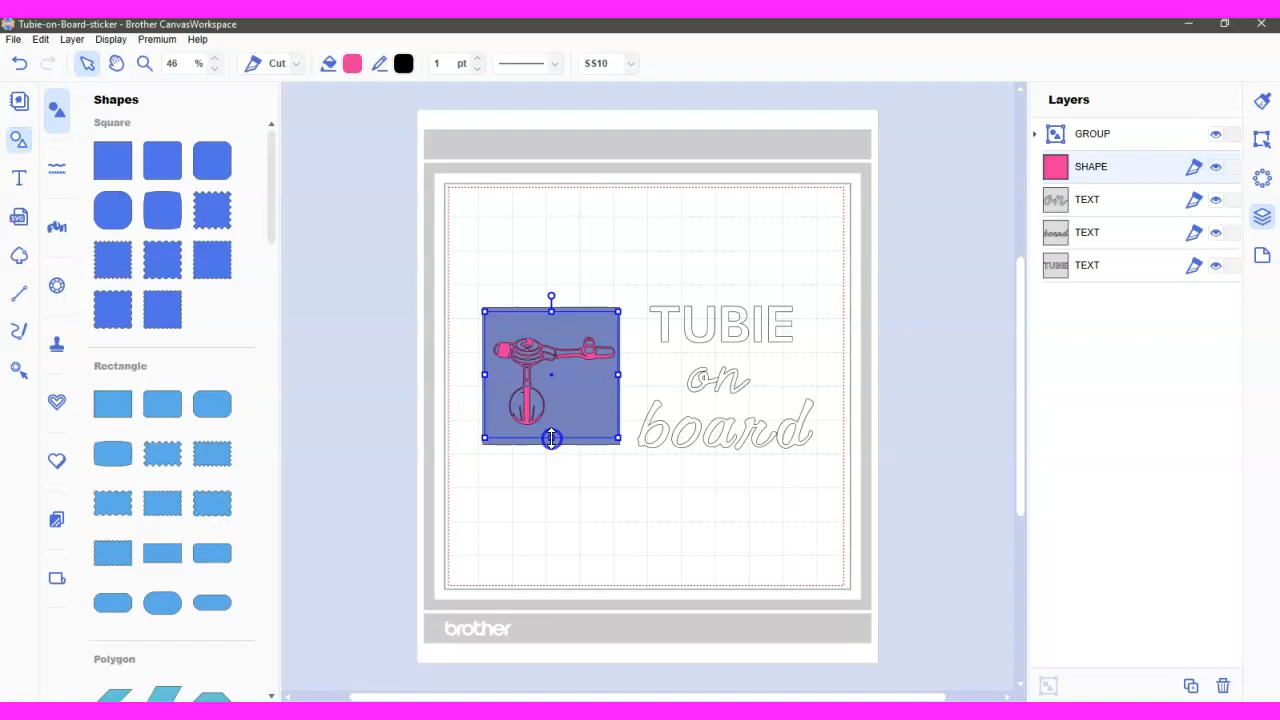 Tubie-on-Board-sticker - Brother CanvasWorkspace
File Edit Layer Display Premium Help
46 % Cut 1 pt SS10
Shapes
Square
Rectangle
Polygon
TUBIE
on
board
brother
Layers
GROUP
SHAPE
TEXT
TEXT
TEXT